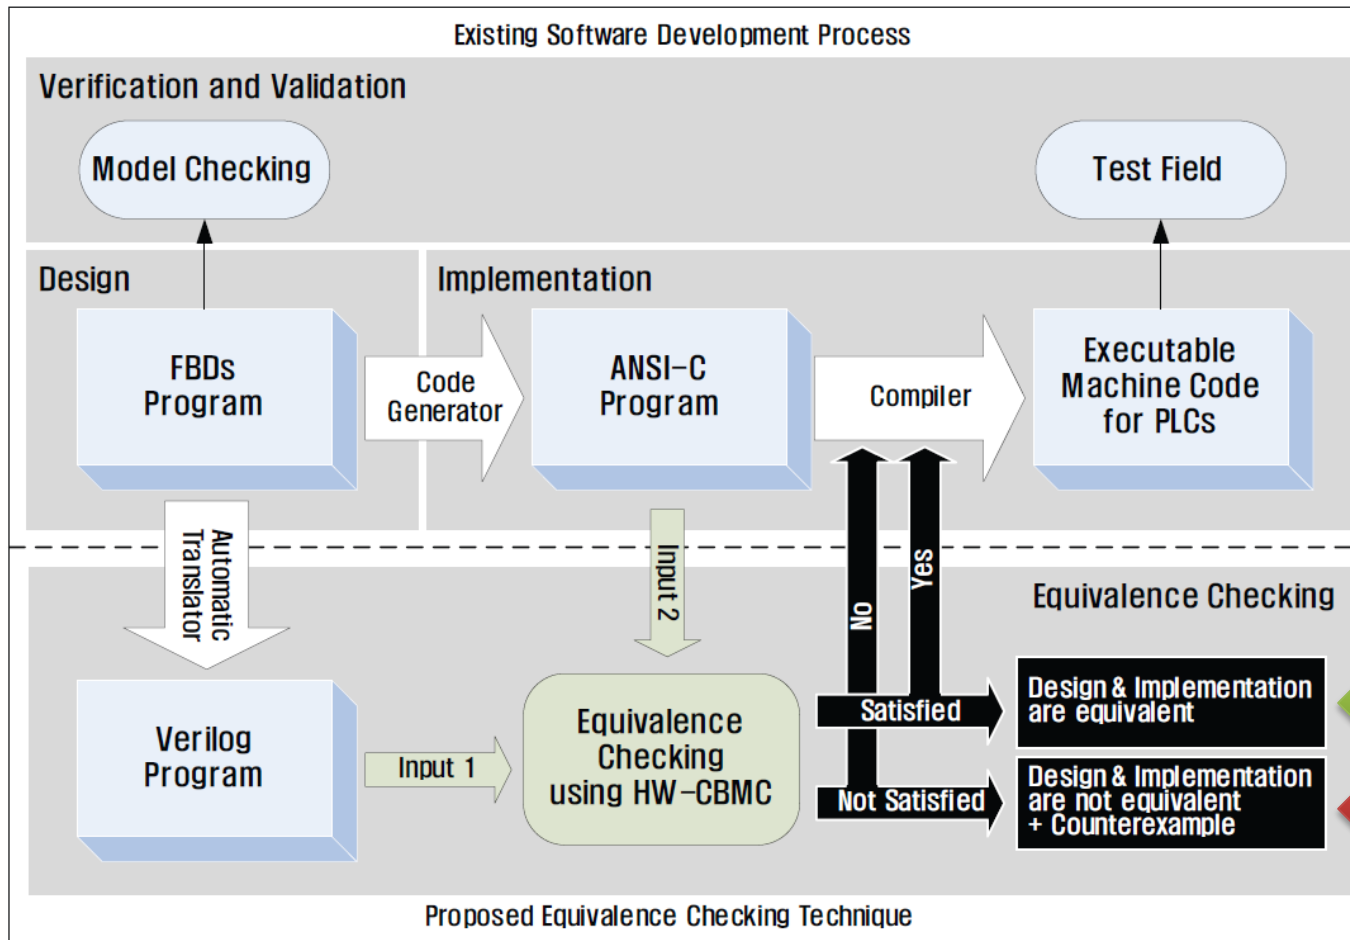 Existing Software Development Process
Verification and Validation
Model Checking
Test Field
Design
Implementation
FBDs
Program
Code
Generator
ANSI-C
Program
Compiler
Executable
Machine Code
for PLCs
Automatic
Translator
Input 2
No
Yes
Equivalence Checking
Verilog
Program
Input 1
Equivalence
Checking
using HW-CBMC
Satisfied
Design & Implementation
are equivalent
Not Satisfied
Design & Implementation
are not equivalent
+ Counterexample
Proposed Equivalence Checking Technique